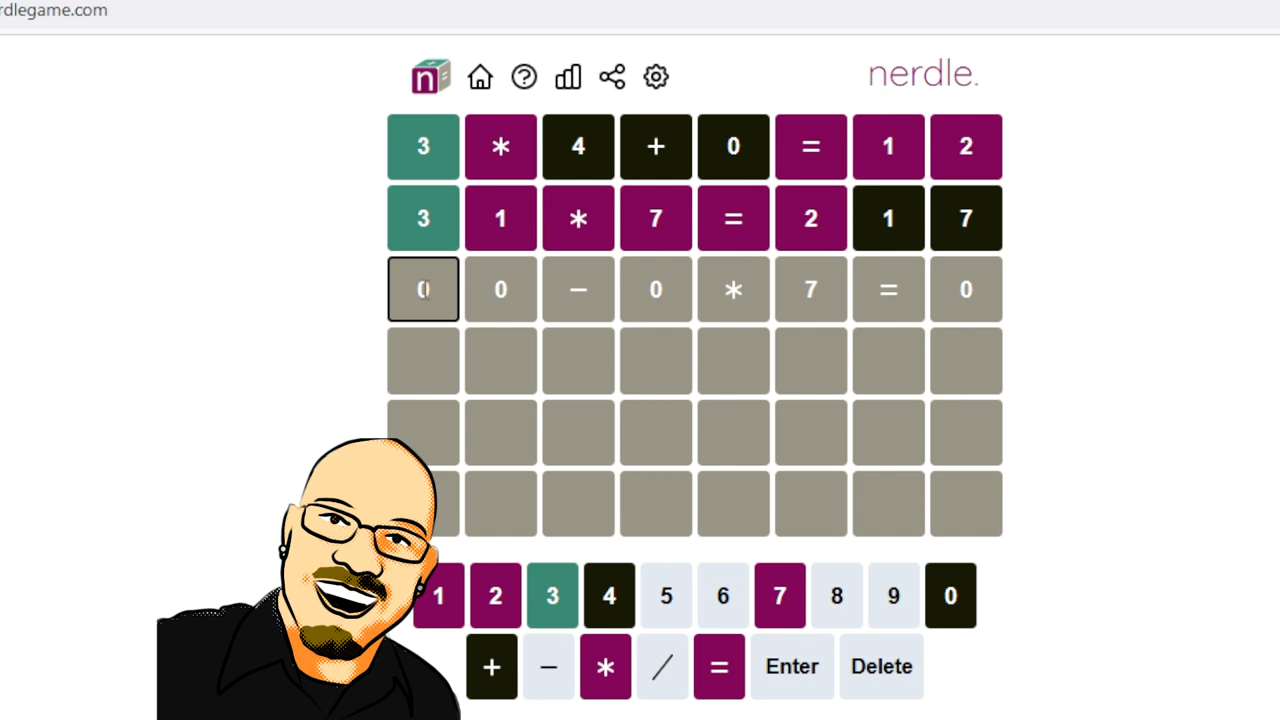 rdlegame.com
n
nerdle.
3 * 4 + 0 = 1 2
3 1 * 7 = 2 1 7
0 0 - 0 * 7 = 0
1 2 3 4 5 6 7 8 9 0
+ - * / = Enter Delete